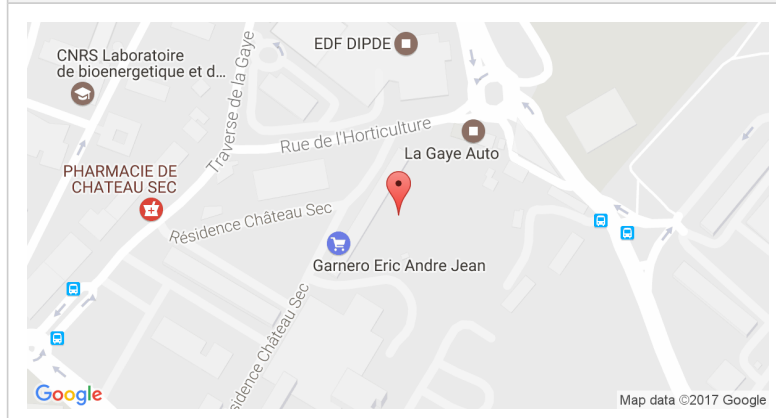 EDF DIPDE
CNRS Laboratoire
de bioenergetique et d...
Traverse de la Gaye
Rue de l'Horticulture
La Gaye Auto
PHARMACIE DE
CHATEAU SEC
Résidence Château Sec
Garnero Eric Andre Jean
sidence Château Sec
Google
Map data ©2017 Google